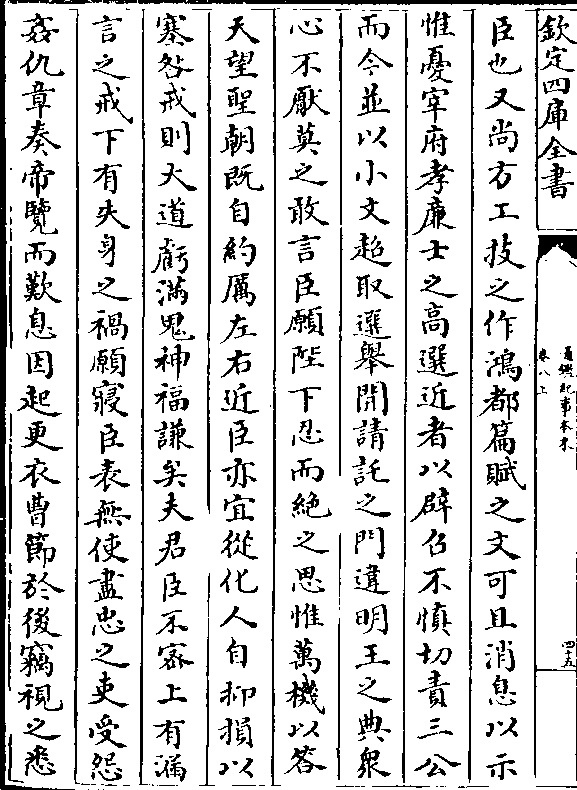 欽定四庫全書
通鑑紀事本末
卷八上
四十五
臣也又尚方工技之作鴻都篇賦之文可且消息以示
惟憂宰府孝廉士之高選近者以辟召不慎切責三公
而今並以小文超取選舉開請託之門違明王之典衆
心不厭莫之敢言臣願陛下忍而絶之思惟萬機以答
天望聖朝既自約厲左右近臣亦宜從化人自抑損以
塞咎戒則天道虧滿鬼神福謙矣夫君臣不宻上有漏
言之戒下有失身之禍願寢臣表無使盡忠之吏受怨
姦仇章奏帝覽而歎息因起更衣曹節於後竊視之悉